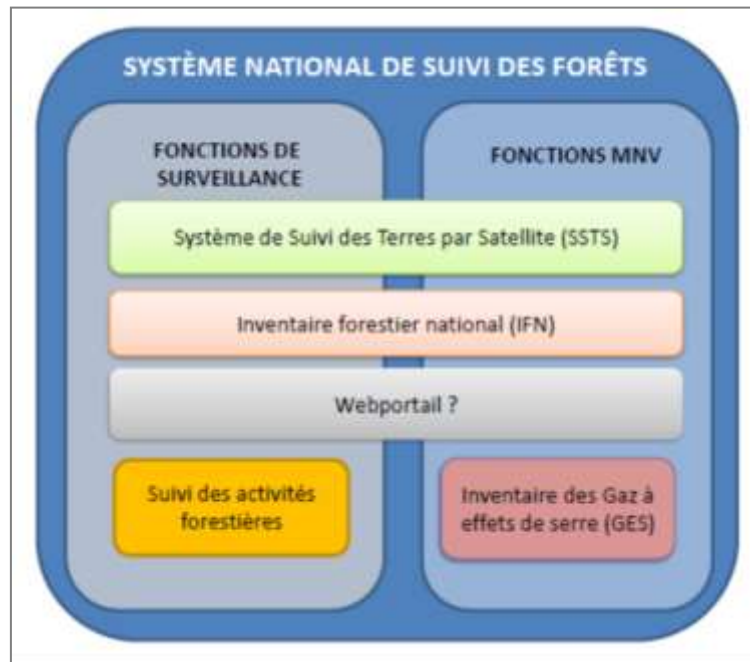 SYSTÈME NATIONAL DE SUIVI DES FORÊTS
FONCTIONS DE
SURVEILLANCE
FONCTIONS MNV
Système de Suivi des Terres par Satellite (SSTS)
Inventaire forestier national (IFN)
Webportail ?
Suivi des activités
forestières
Inventaire des Gaz à
effets de serre (GES)